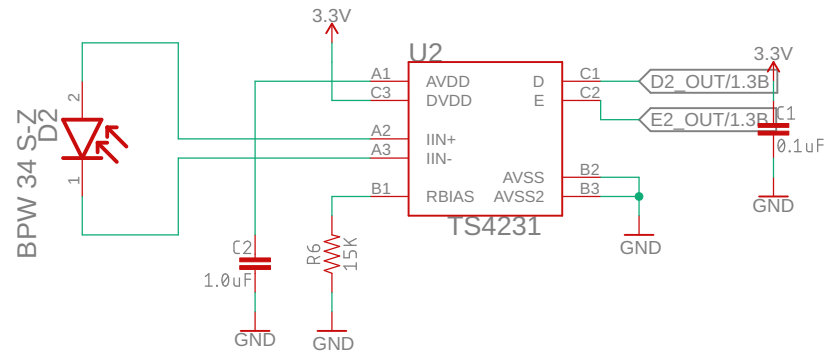 3.3V
U2
3.3V
A1 AVDD D C1 D2_OUT/1.3B
C3 DVDD E C2 E2_OUT/1.3B C1
2
D2
BPW 34 S-Z
1
A2 IIN+
A3 IIN-
0.1uF
AVSS B2
B1 RBIAS AVSS2 B3
GND
TS4231
C2
R6
15K
GND
1.0uF
GND
GND